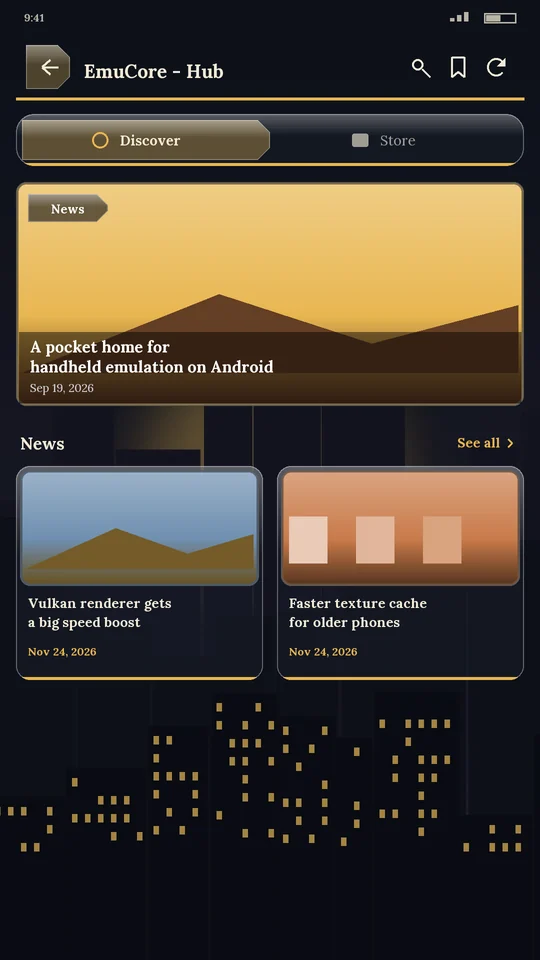 9:41
EmuCore - Hub
Discover
Store
News
A pocket home for
handheld emulation on Android
Sep 19, 2026
News
See all
Vulkan renderer gets
a big speed boost
Nov 24, 2026
Faster texture cache
for older phones
Nov 24, 2026